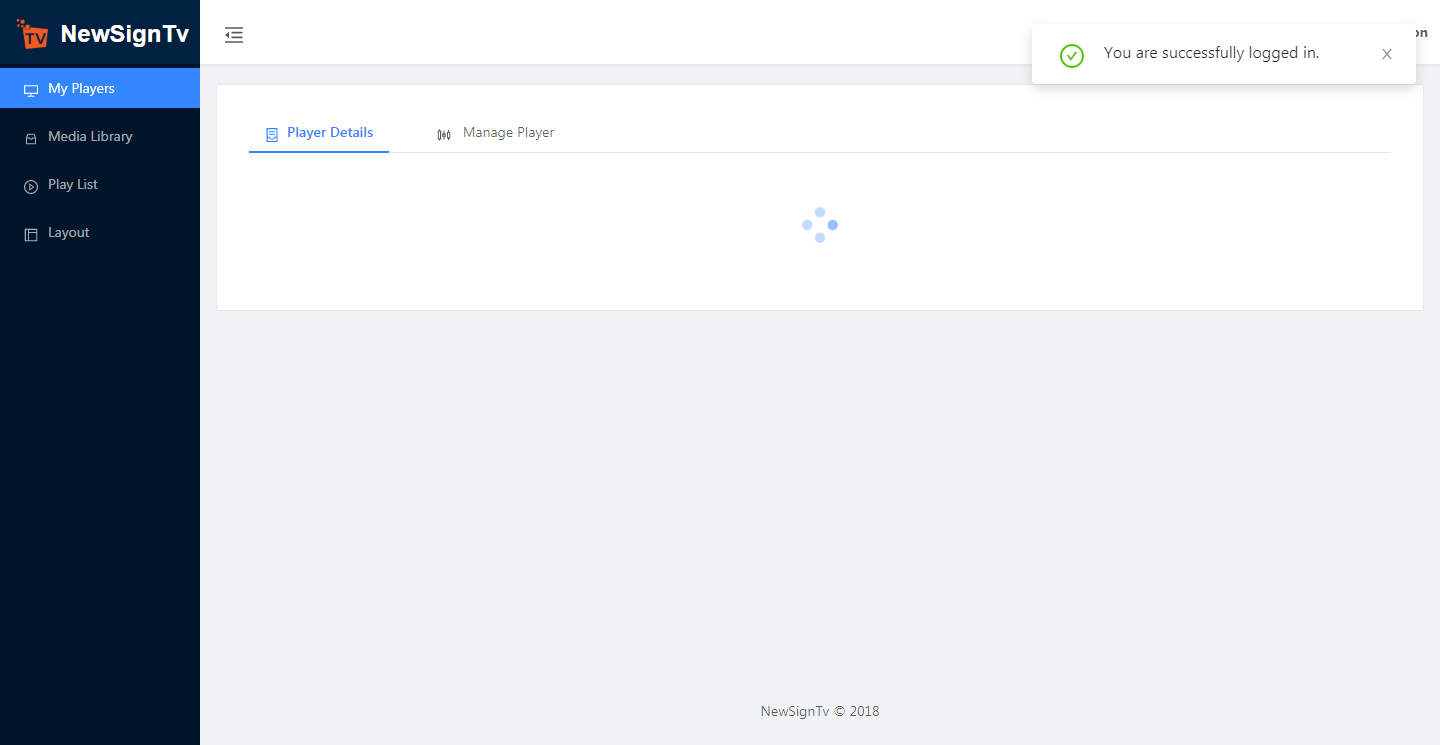 TV NewSignTv
My Players
Media Library
Play List
Layout
You are successfully logged in.
Player Details
Manage Player
NewSignTv © 2018